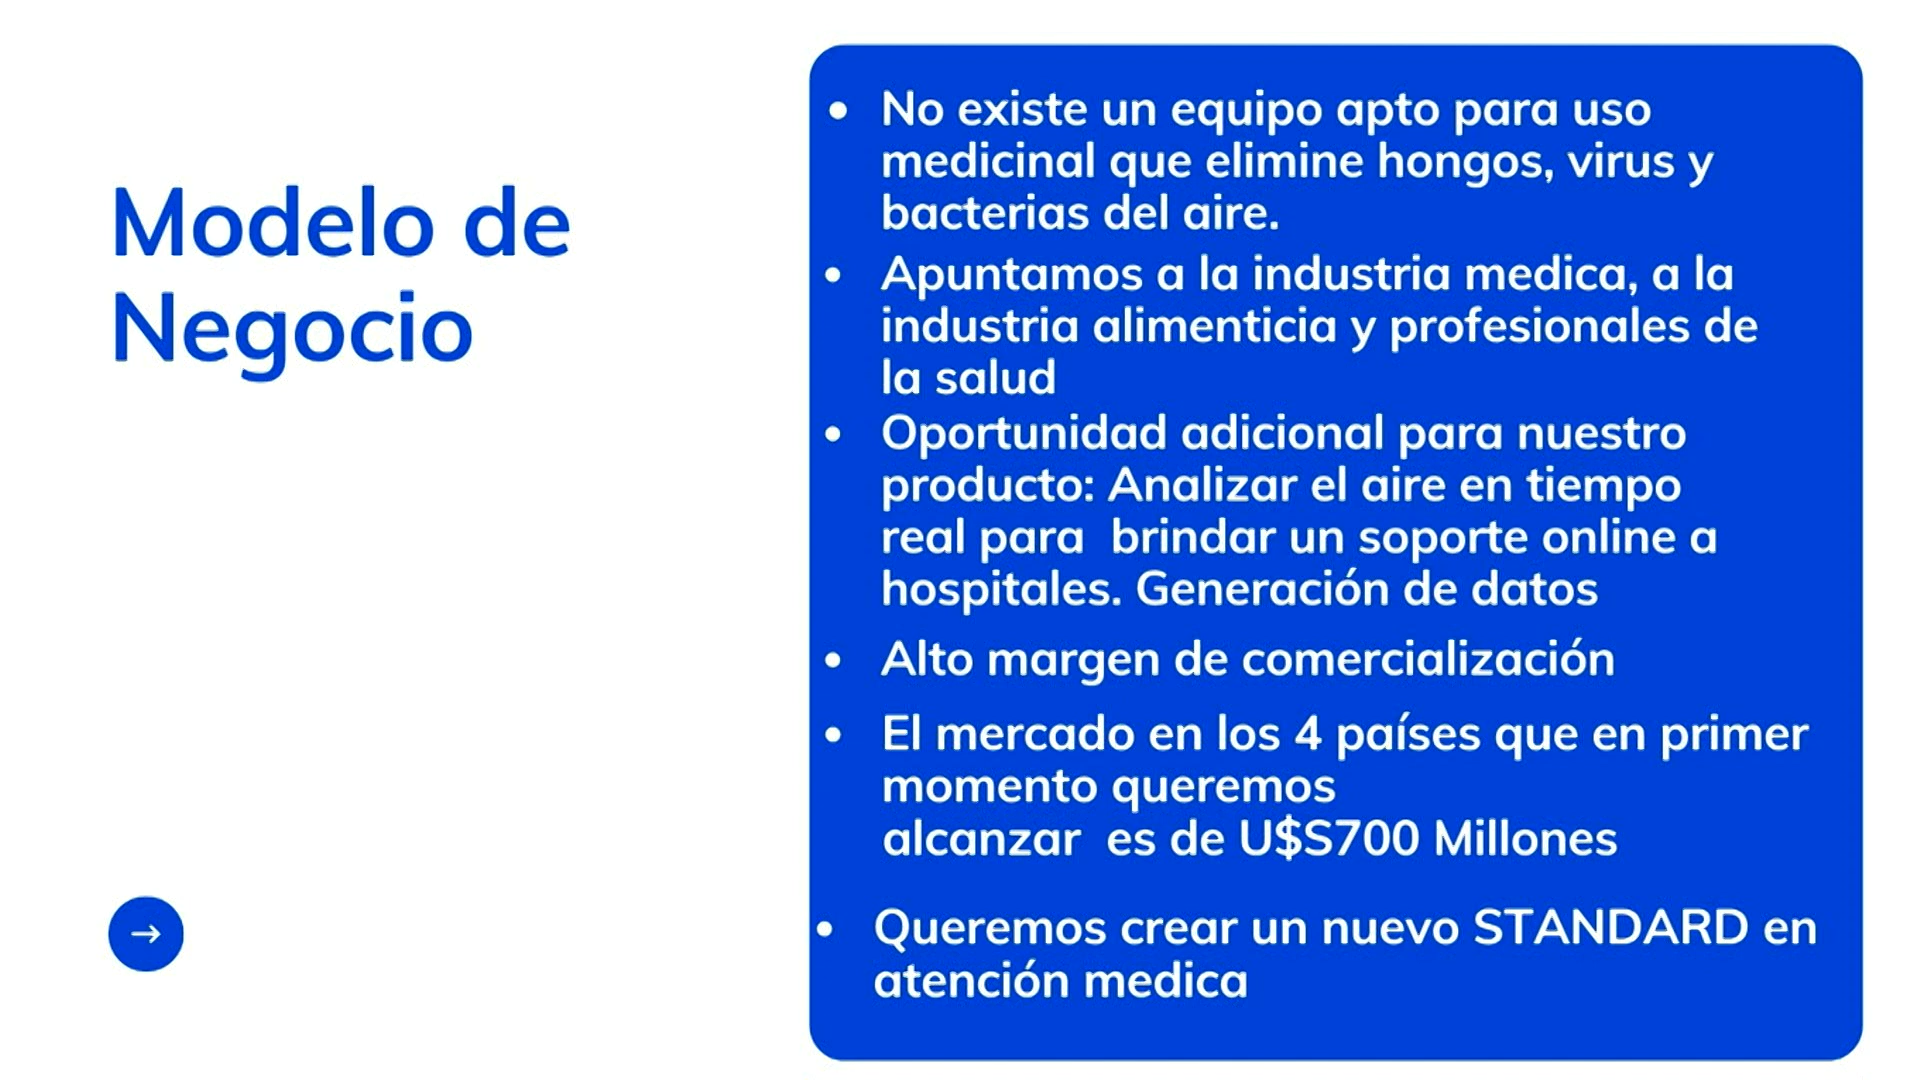 Modelo de
Negocio
• No existe un equipo apto para uso
medicinal que elimine hongos, virus y
bacterias del aire.
• Apuntamos a la industria medica, a la
industria alimenticia y profesionales de
la salud
• Oportunidad adicional para nuestro
producto: Analizar el aire en tiempo
real para  brindar un soporte online a
hospitales. Generación de datos
• Alto margen de comercialización
• El mercado en los 4 países que en primer
momento queremos
alcanzar  es de U$S700 Millones
• Queremos crear un nuevo STANDARD en
atención medica